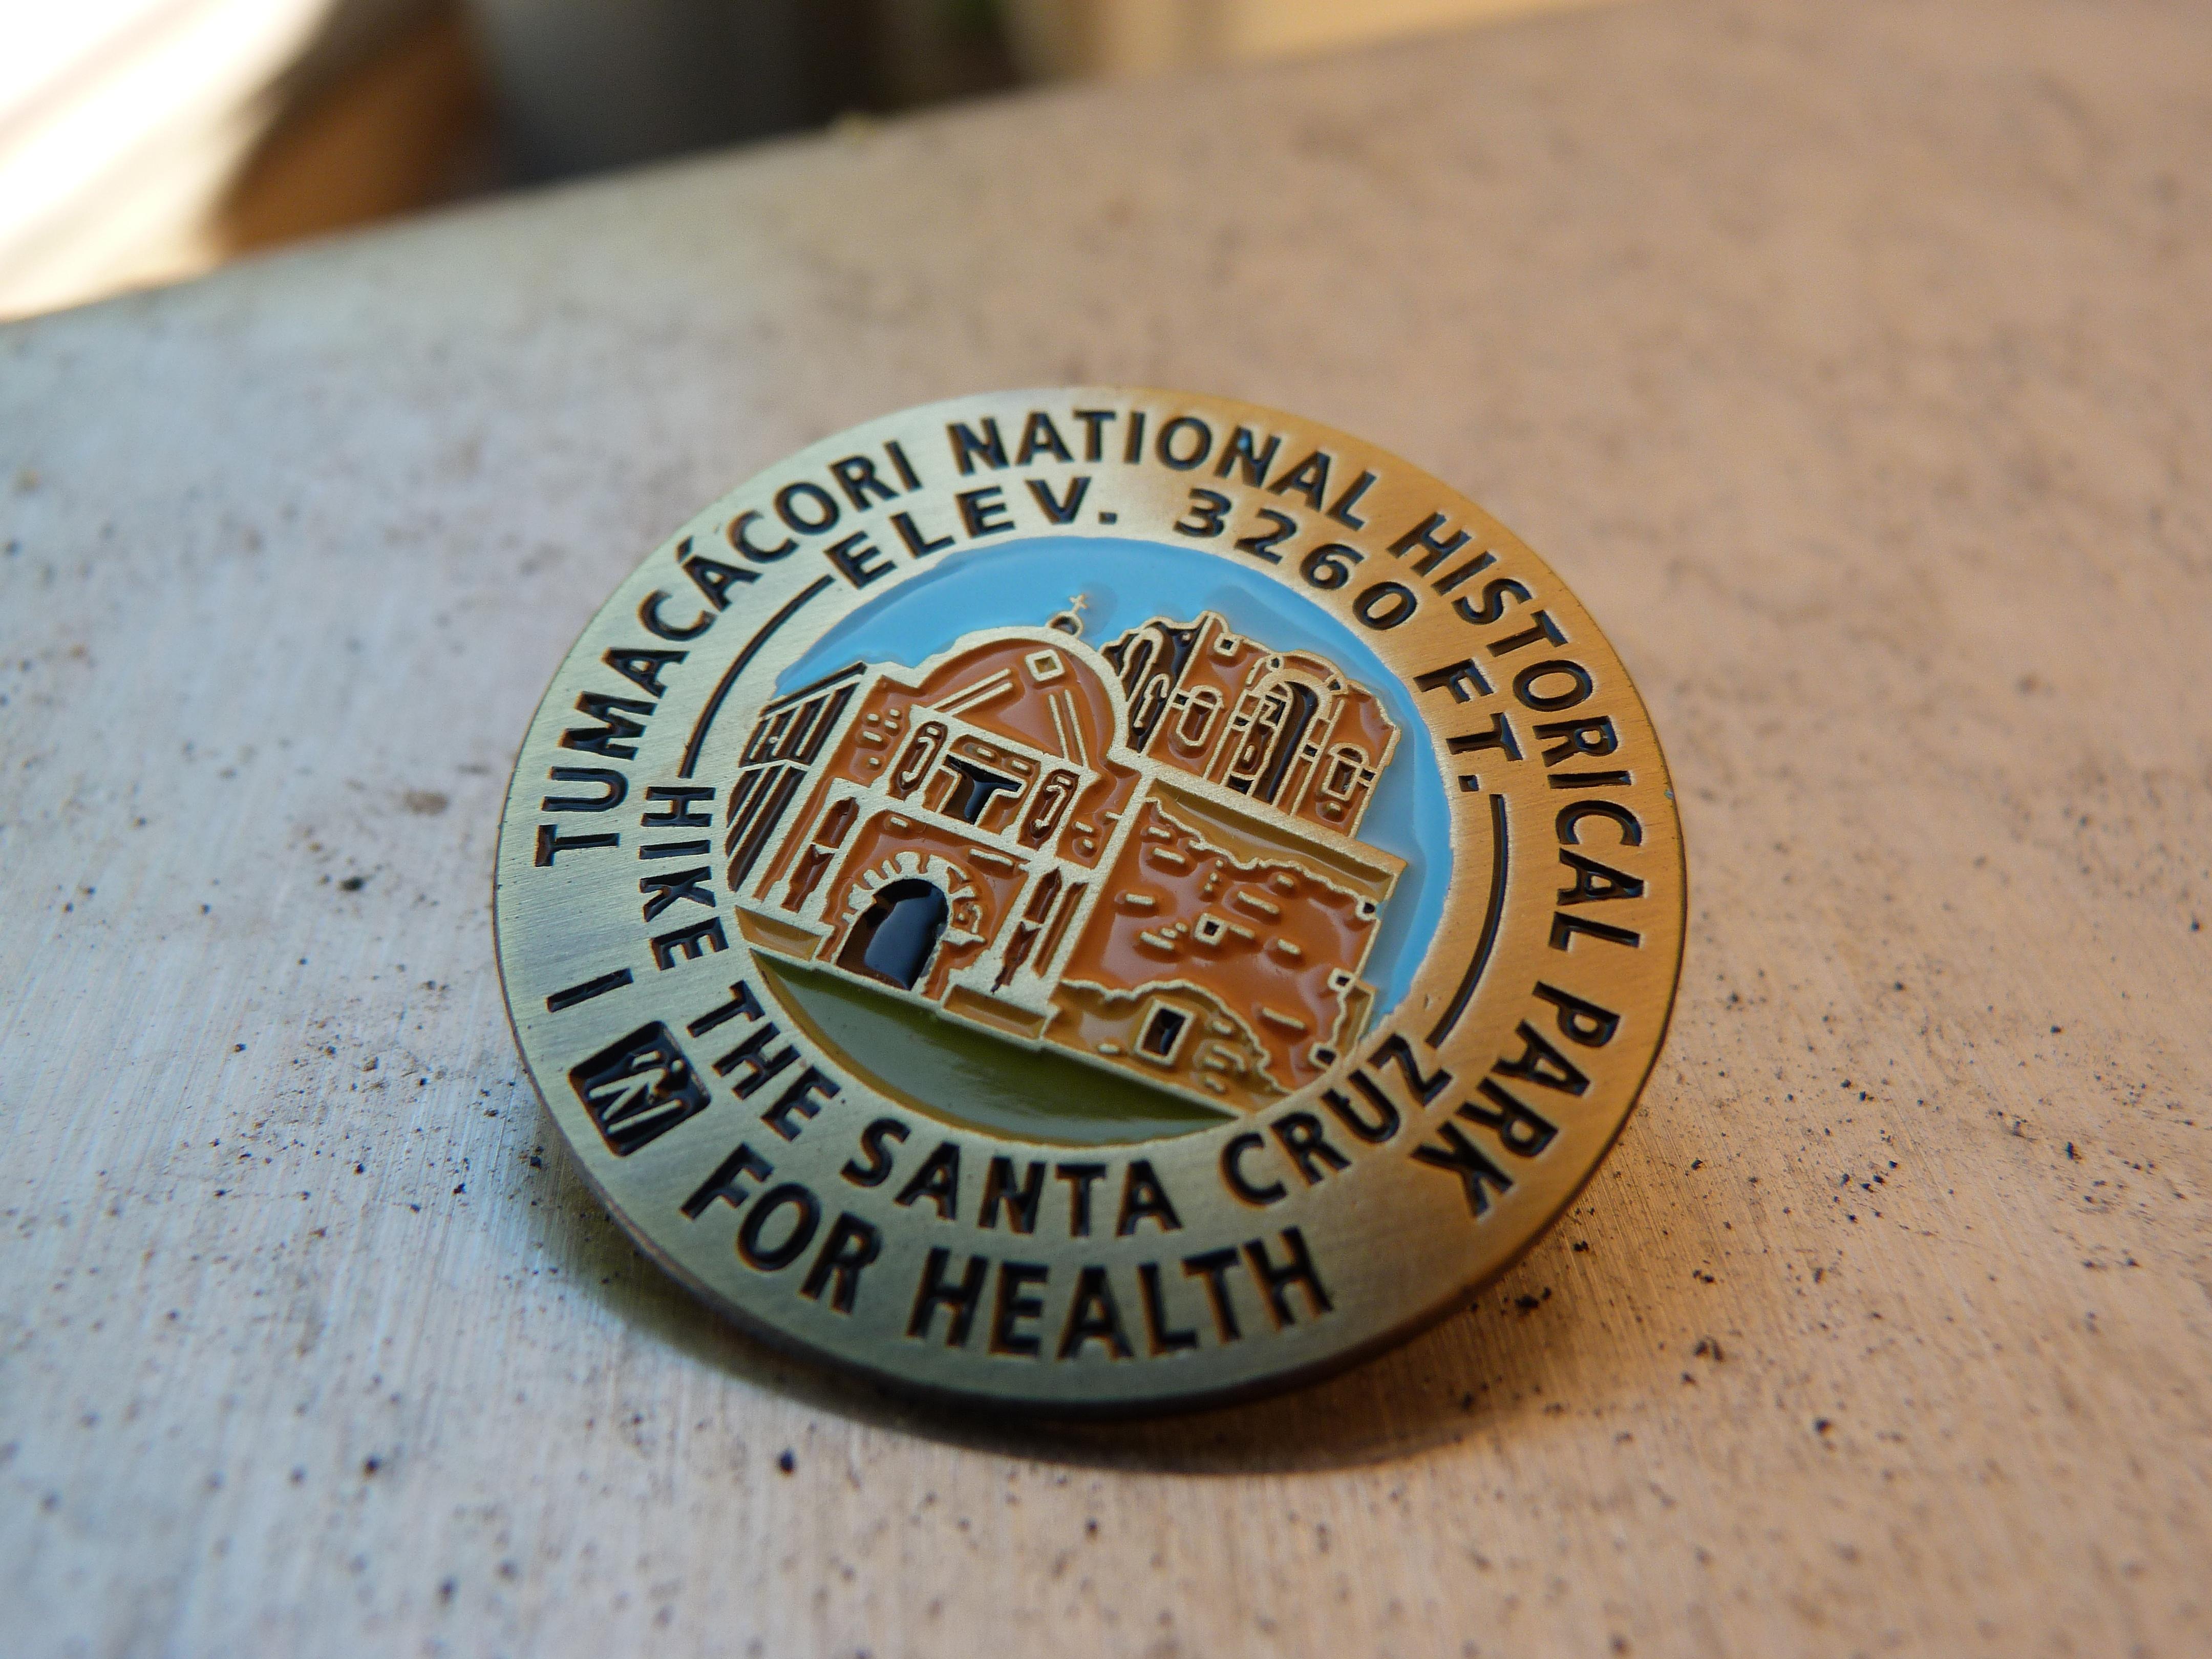 TUMACÁCORI NATIONAL HISTORICAL PARK
ELEV. 3260 FT.
HIKE THE SANTA CRUZ
I FOR HEALTH